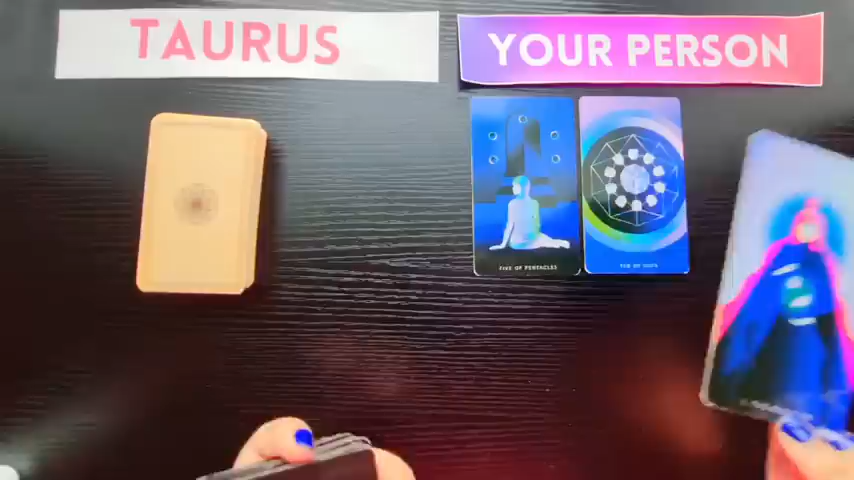 TAURUS
YOUR PERSON
FIVE OF PENTACLES
TEN OF CUPS